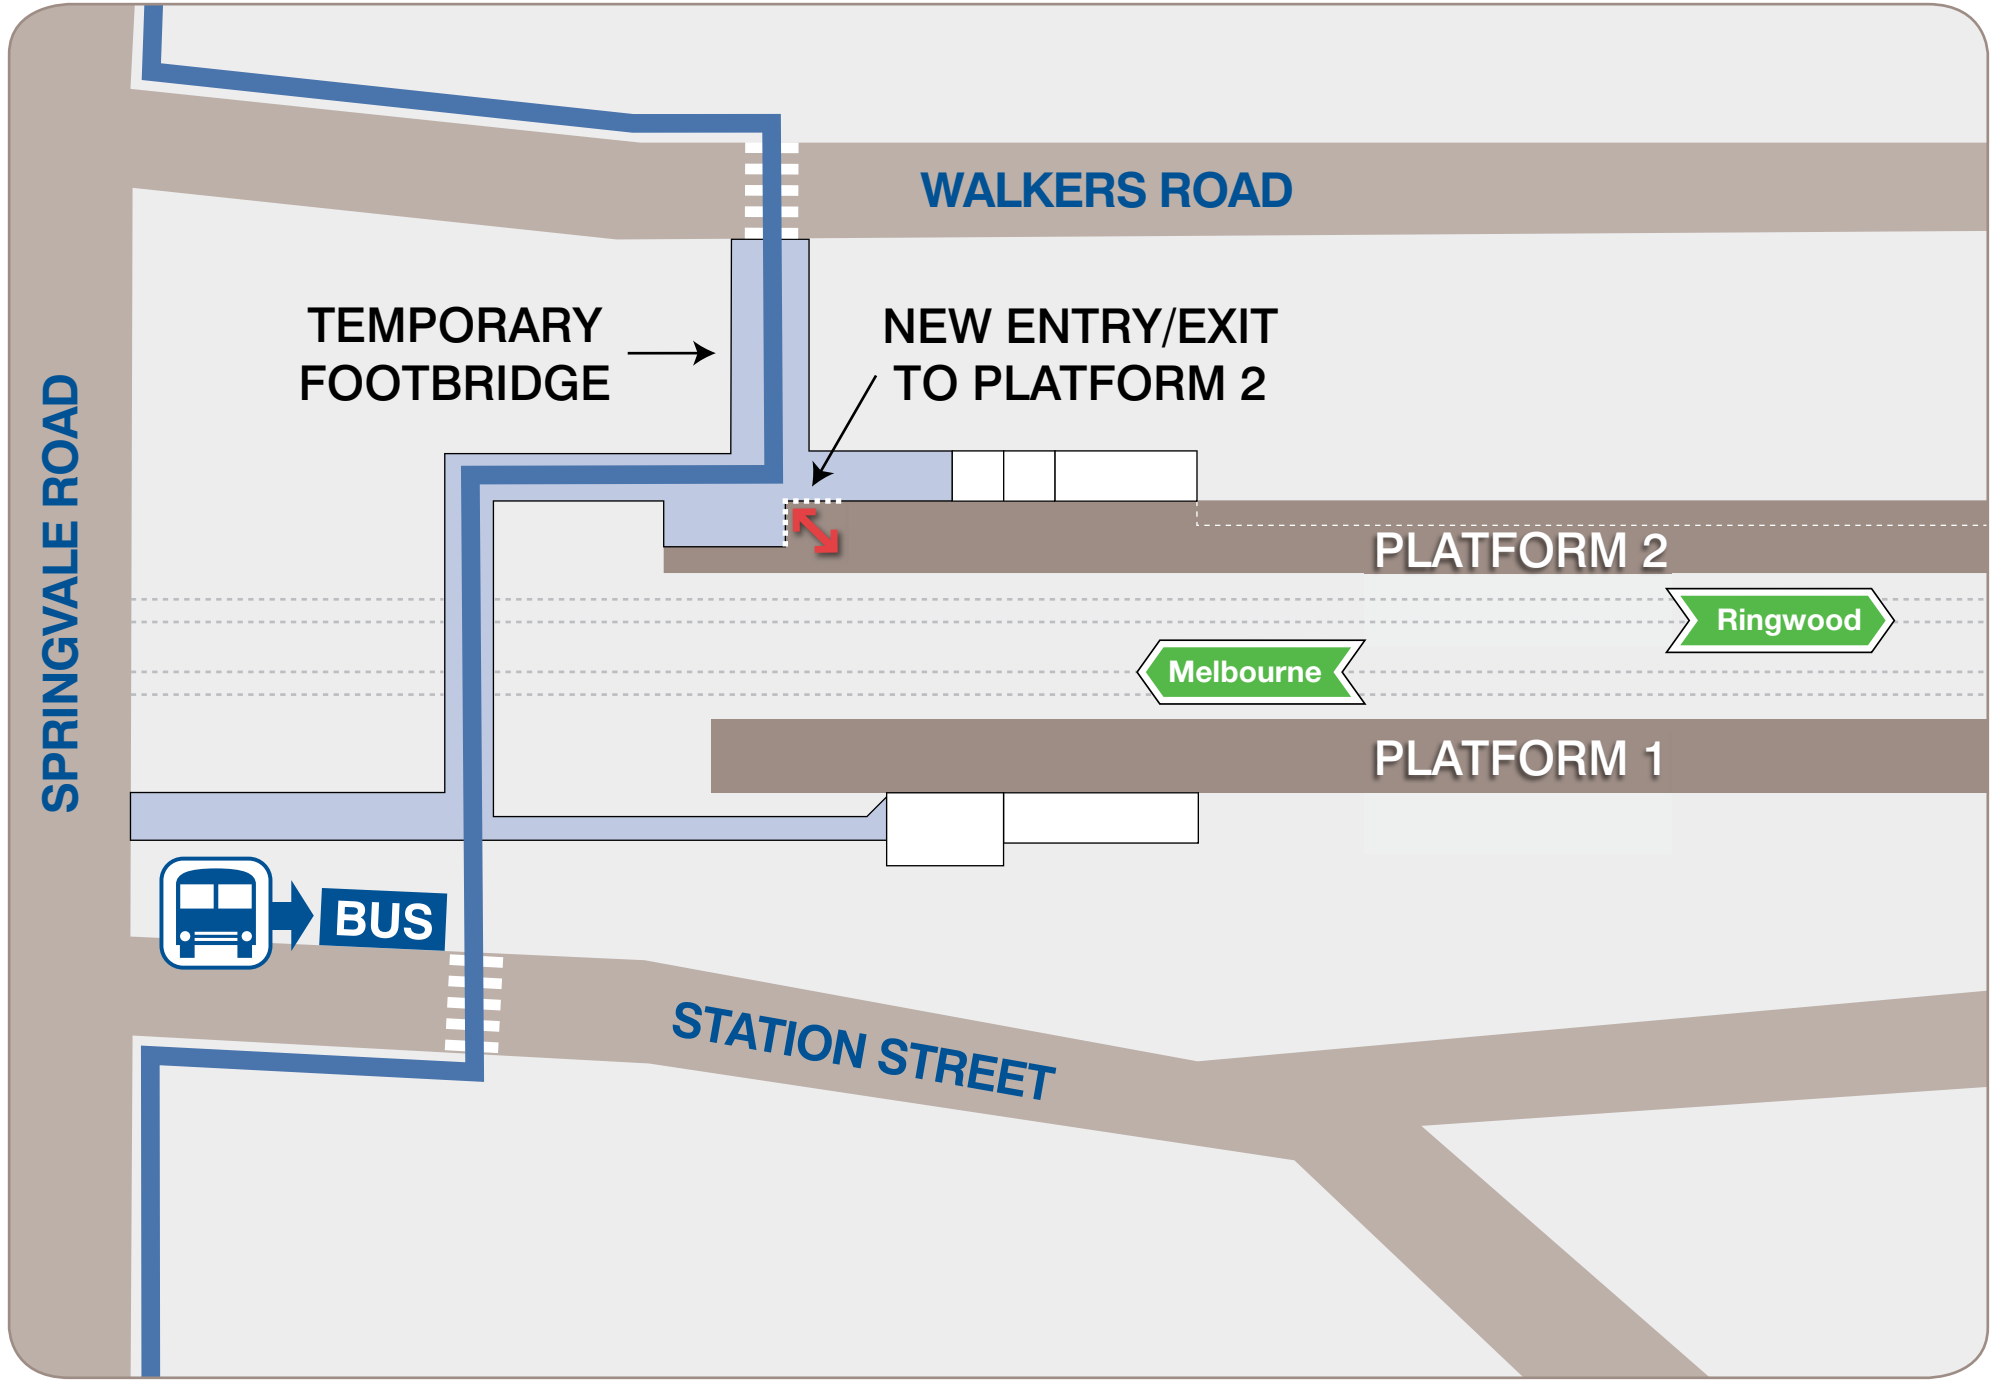 WALKERS ROAD
TEMPORARY
FOOTBRIDGE
NEW ENTRY/EXIT
TO PLATFORM 2
SPRINGVALE ROAD
PLATFORM 2
Ringwood
Melbourne
PLATFORM 1
BUS
STATION STREET